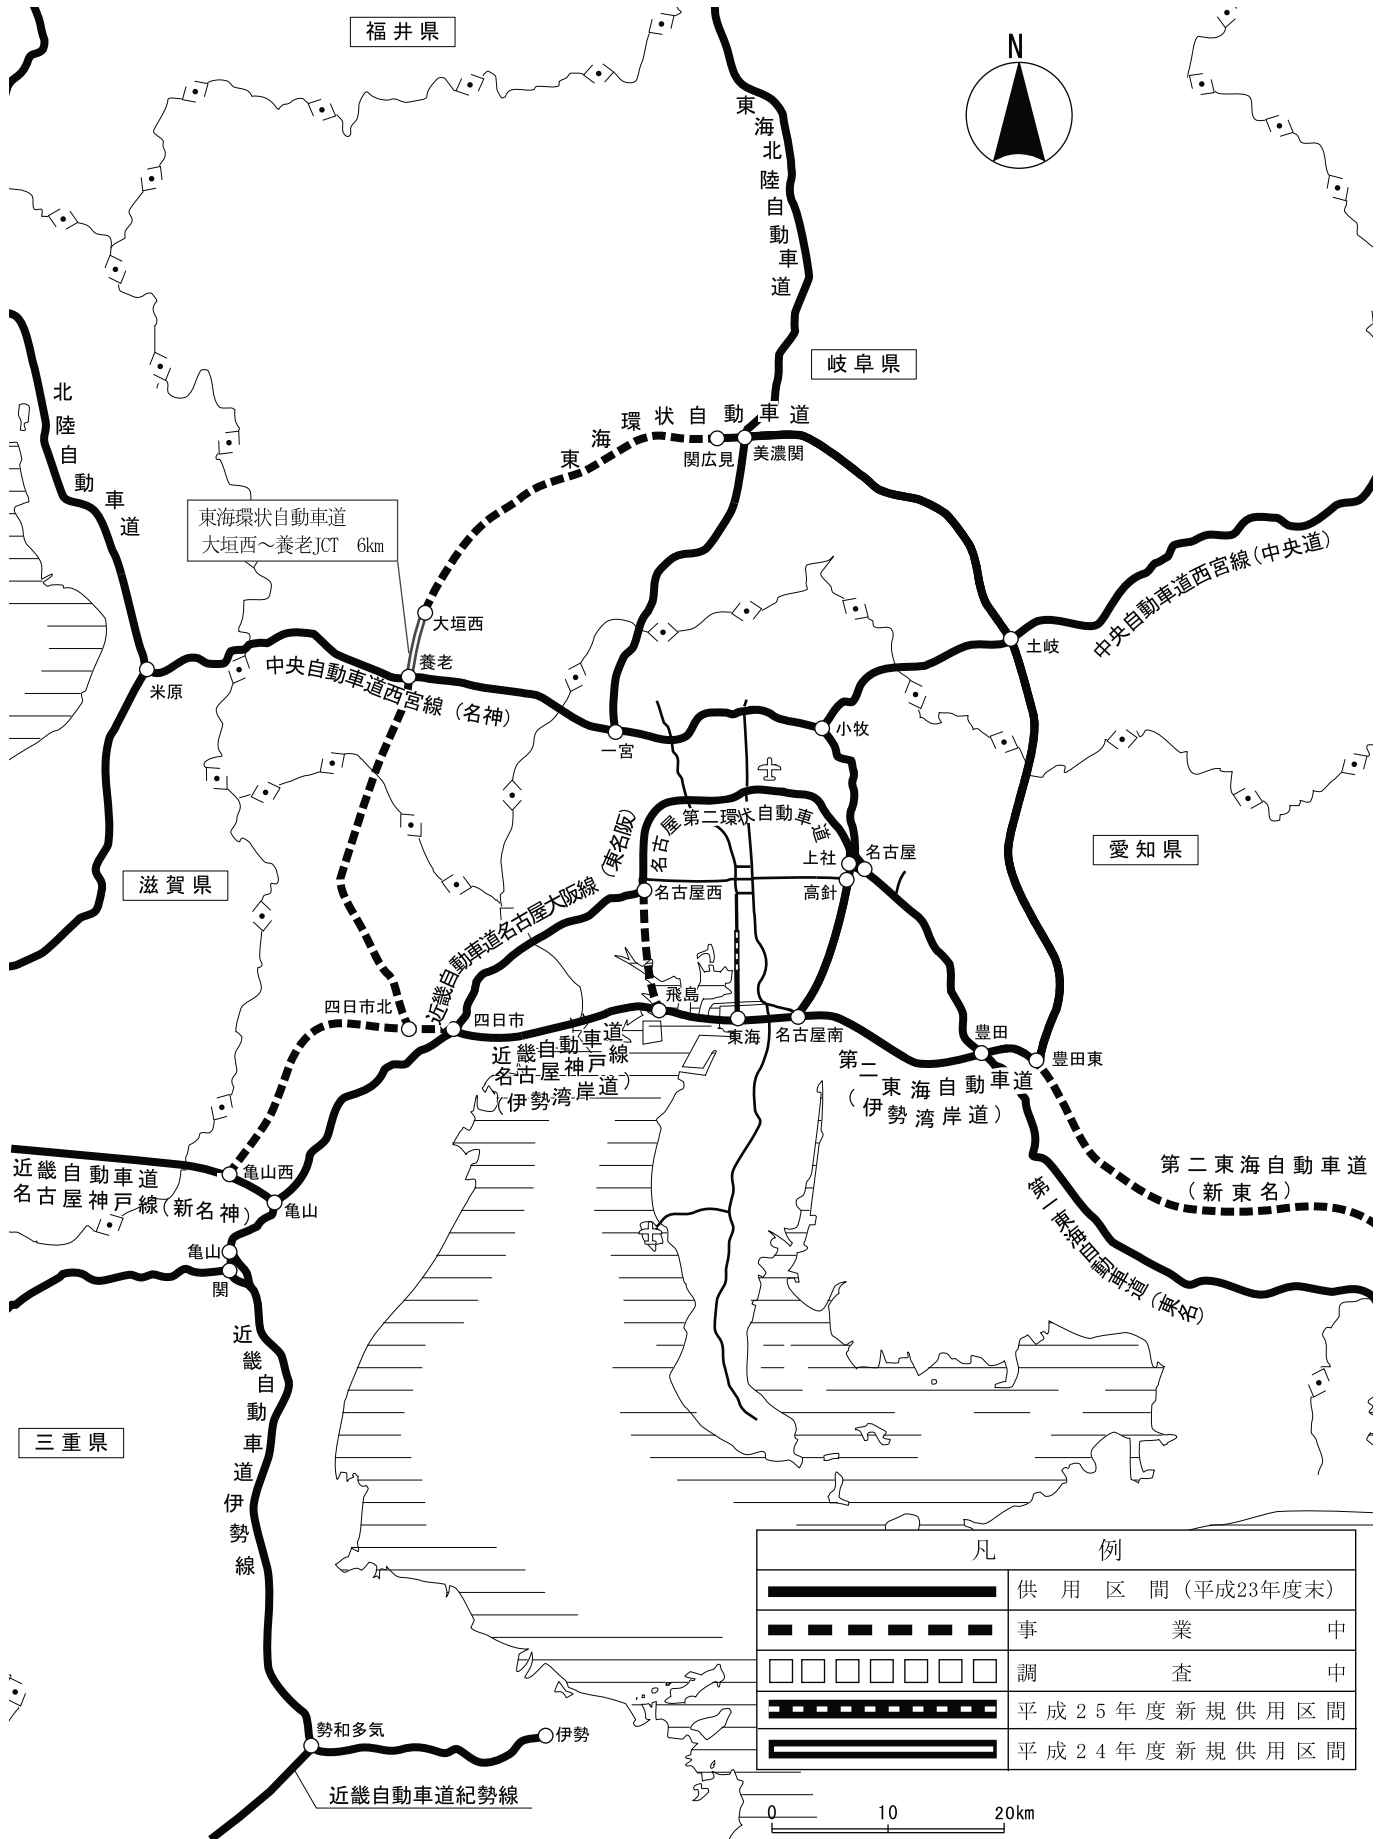 福井県
N
東海北陸自動車道
岐阜県
北陸自動車道
東海環状自動車道
関広見
美濃関
東海環状自動車道
大垣西～養老JCT 6km
大垣西
養老
中央自動車道西宮線(中央道)
土岐
米原
中央自動車道西宮線(名神)
一宮
小牧
愛知県
滋賀県
名古屋第二環状自動車道
上社
名古屋
高針
名古屋西
近畿自動車道名古屋大阪線(東名阪)
四日市北
四日市
飛島
東海
名古屋南
豊田
豊田東
近畿自動車道
名古屋神戸線
(伊勢湾岸道)
第二東海自動車道
(伊勢湾岸道)
近畿自動車道
名古屋神戸線(新名神)
亀山西
亀山
亀山
関
第二東海自動車道
(新東名)
第一東海自動車道(東名)
近畿自動車道伊勢線
三重県
勢和多気
伊勢
近畿自動車道紀勢線
凡例
供用区間(平成23年度末)
事業中
調査中
平成25年度新規供用区間
平成24年度新規供用区間
0 10 20km